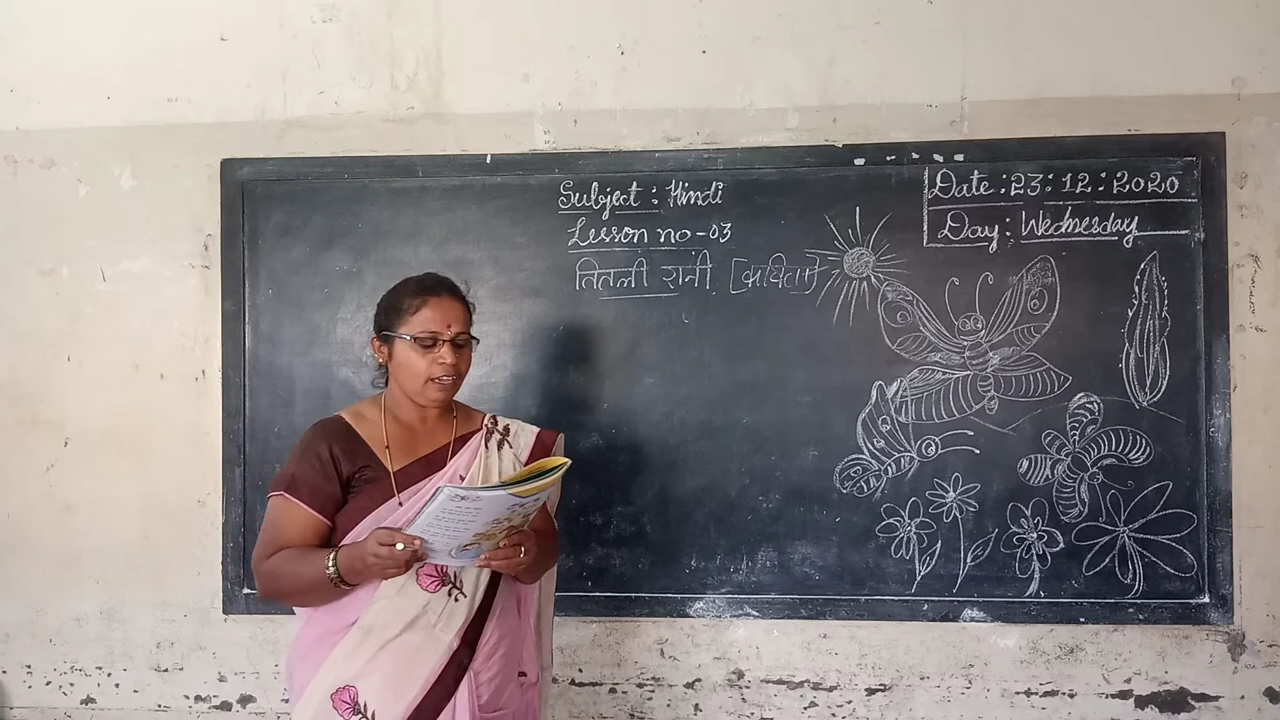 Subject : Hindi
Lesson no - 03
तितली रानी [कविता]
Date : 23 : 12 : 2020
Day : Wednesday